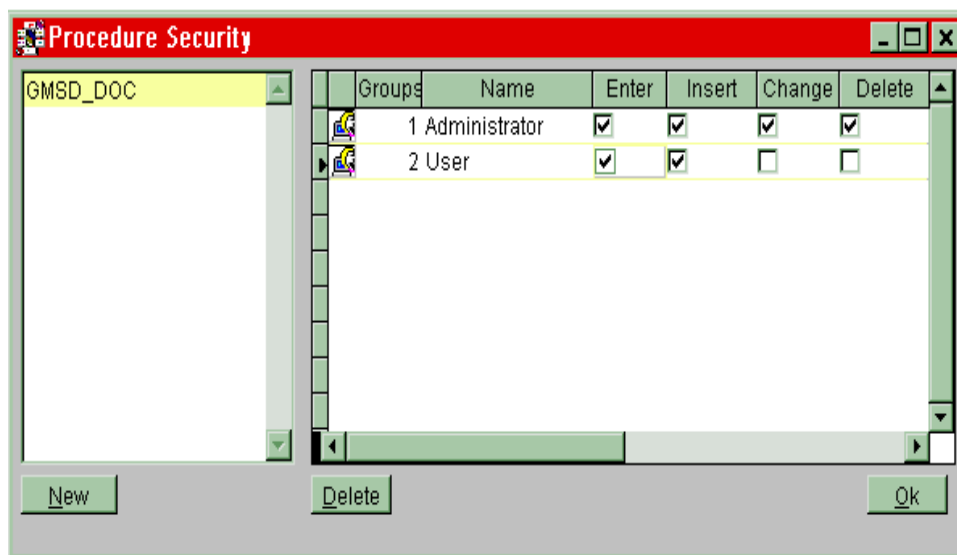 Procedure Security
GMSD_DOC
Groups Name Enter Insert Change Delete
1 Administrator
2 User
New Delete Ok